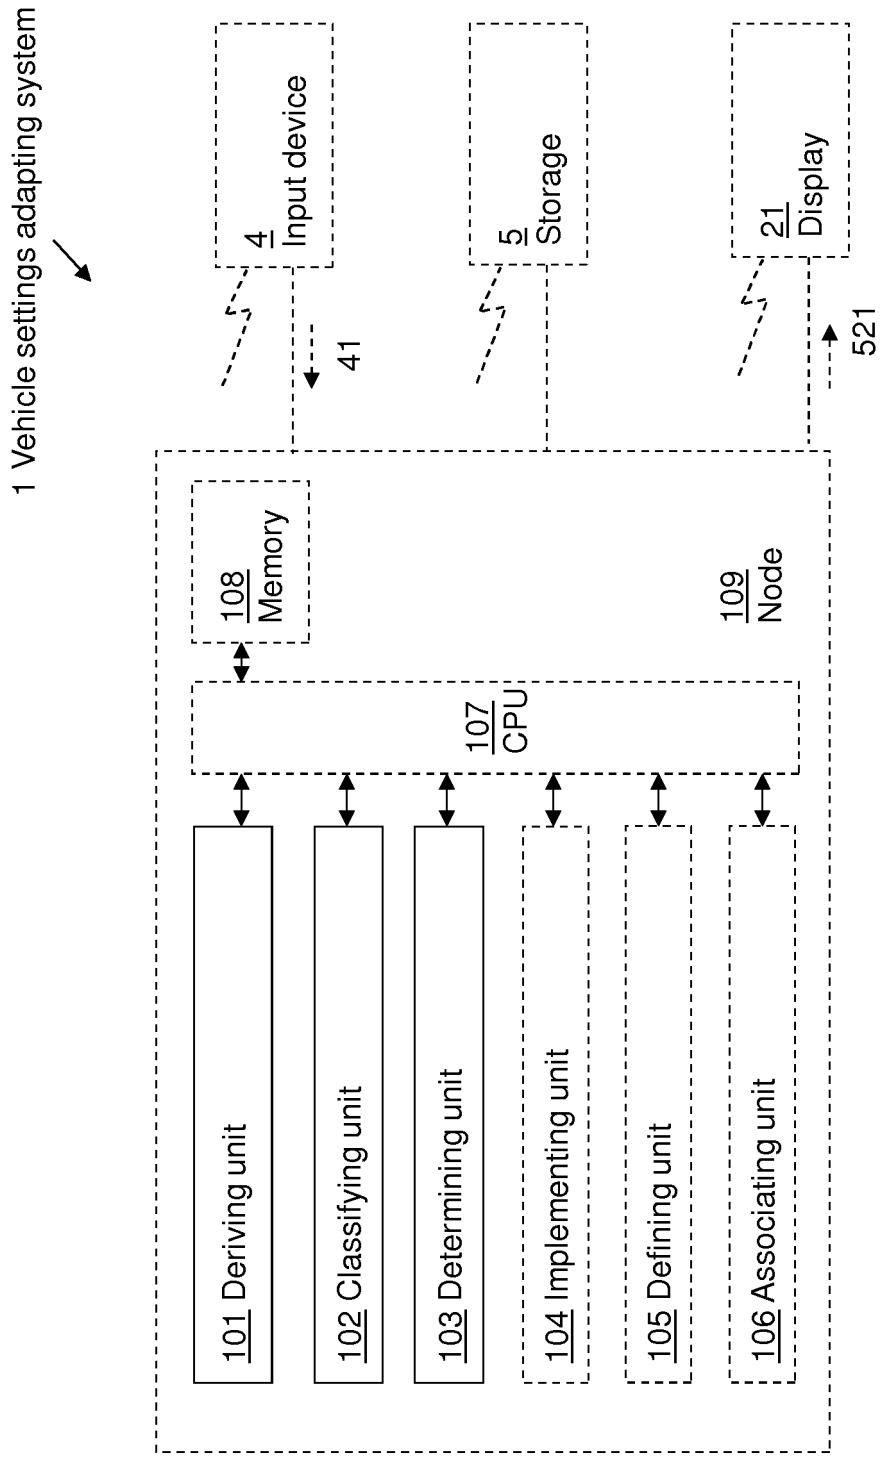 1 Vehicle settings adapting system
101 Deriving unit
102 Classifying unit
103 Determining unit
104 Implementing unit
105 Defining unit
106 Associating unit
107
CPU
108
Memory
109
Node
4
Input device
41
5
Storage
21
Display
521